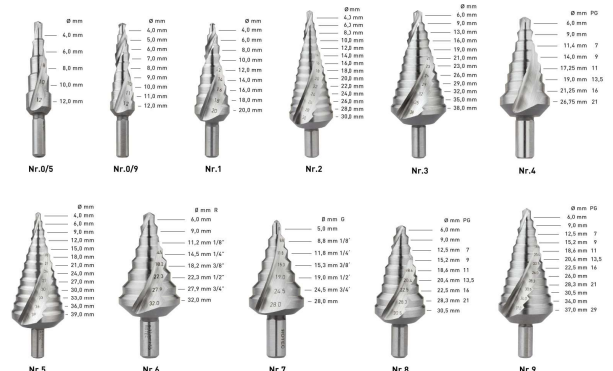 Ø mm
4,0 mm
6,0 mm
8,0 mm
10,0 mm
12,0 mm
Nr.0/5
Ø mm
4,0 mm
5,0 mm
6,0 mm
7,0 mm
8,0 mm
9,0 mm
10,0 mm
11,0 mm
12,0 mm
Nr.0/9
Ø mm
4,0 mm
6,0 mm
8,0 mm
10,0 mm
12,0 mm
14,0 mm
16,0 mm
18,0 mm
20,0 mm
Nr.1
Ø mm
4,3 mm
6,3 mm
8,3 mm
12,0 mm
14,0 mm
16,0 mm
18,0 mm
20,0 mm
22,0 mm
24,0 mm
26,0 mm
28,0 mm
30,0 mm
Nr.2
Ø mm
6,0 mm
9,0 mm
13,0 mm
16,0 mm
19,0 mm
21,0 mm
23,0 mm
26,0 mm
29,0 mm
32,0 mm
35,0 mm
38,0 mm
Nr.3
Ø mm PG
6,0 mm
9,0 mm
11,4 mm 7
14,0 mm 9
17,25 mm 11
19,0 mm 13,5
21,25 mm 16
26,75 mm 21
Nr.4
Ø mm
4,0 mm
6,0 mm
9,0 mm
12,0 mm
15,0 mm
18,0 mm
21,0 mm
24,0 mm
27,0 mm
30,0 mm
33,0 mm
36,0 mm
39,0 mm
Nr.5
Ø mm R
6,0 mm
9,0 mm
11,2 mm 1/8"
14,5 mm 1/4"
18,2 mm 3/8"
22,3 mm 1/2"
27,9 mm 3/4"
32,0 mm
32.0
Nr.6
Ø mm G
5,0 mm
8,8 mm 1/8"
11,8 mm 1/4"
15,3 mm 3/8"
19,0 mm 1/2"
24,5 mm 3/4"
28,0 mm
19.0
24.5
28.0
Nr.7
Ø mm PG
6,0 mm
9,0 mm
12,5 mm 7
15,2 mm 9
18,6 mm 11
20,4 mm 13,5
22,5 mm 16
28,3 mm 21
30,5 mm
Nr.8
Ø mm PG
6,0 mm
9,0 mm
12,5 mm 7
15,2 mm 9
18,6 mm 11
20,4 mm 13,5
22,5 mm 16
26,0 mm
28,3 mm 21
30,5 mm
34,0 mm
37,0 mm 29
Nr.9